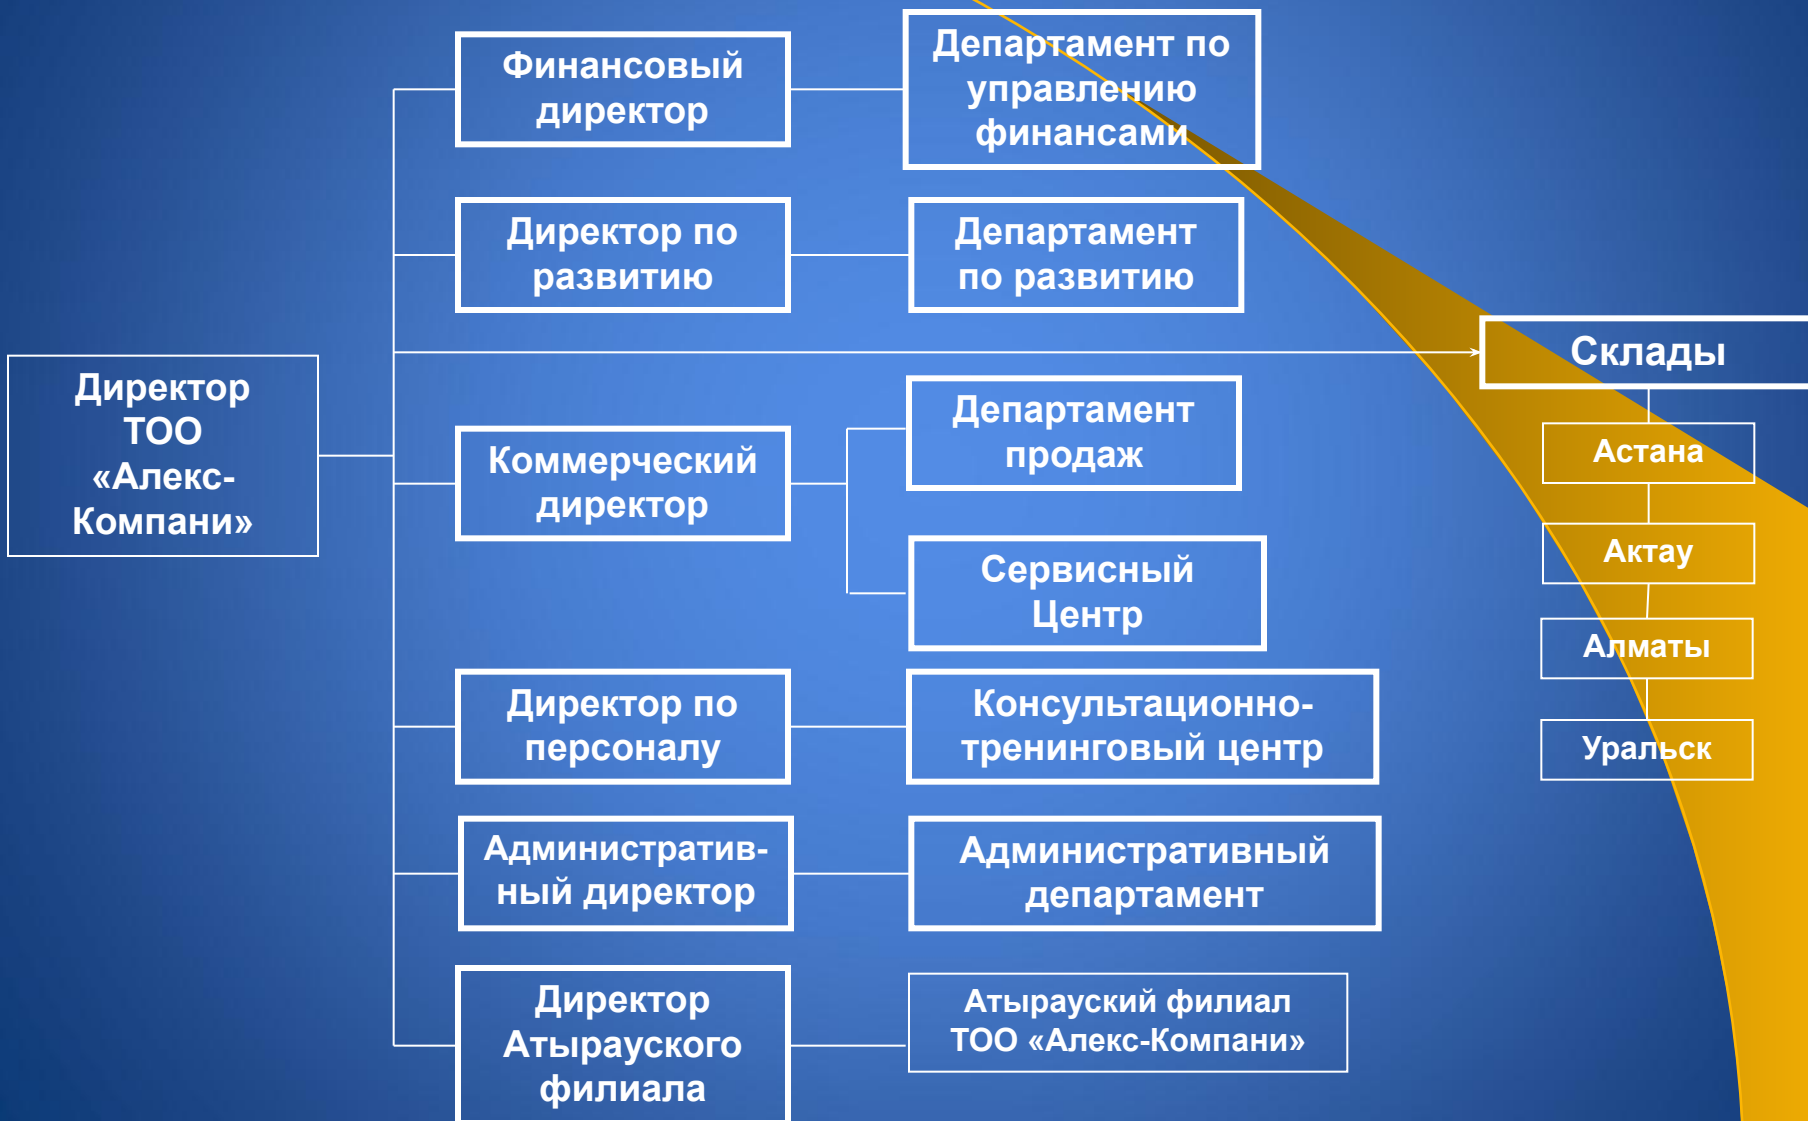 Финансовый
директор
Департамент по
управлению
финансами
Директор по
развитию
Департамент
по развитию
Склады
Директор
ТОО
«Алекс-
Компани»
Департамент
продаж
Астана
Коммерческий
директор
Актау
Сервисный
Центр
Алматы
Директор по
персоналу
Консультационно-
тренинговый центр
Уральск
Административ-
ный директор
Административный
департамент
Директор
Атырауского
филиала
Атырауский филиал
ТОО «Алекс-Компани»